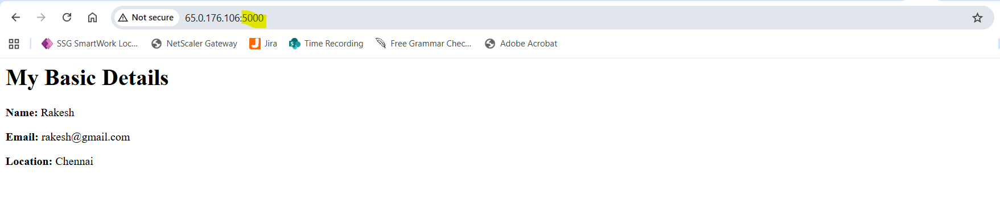 Not secure 65.0.176.106:5000
SSG SmartWork Loc... NetScaler Gateway Jira Time Recording Free Grammar Chec... Adobe Acrobat
My Basic Details
Name: Rakesh
Email: rakesh@gmail.com
Location: Chennai